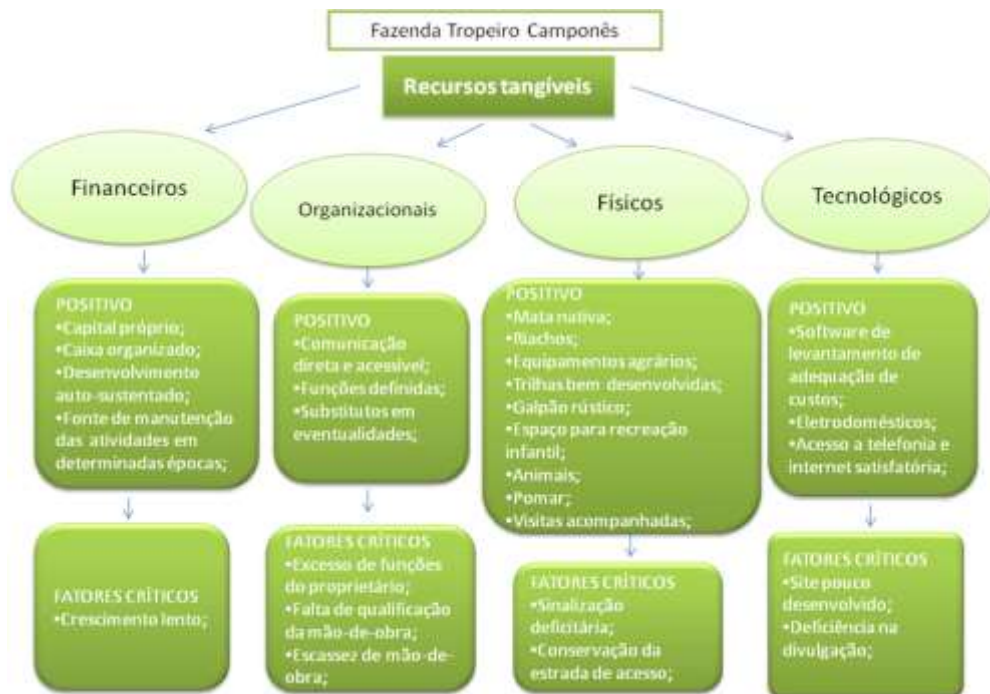 Fazenda Tropeiro Camponês
Recursos tangíveis
Financeiros
Organizacionais
Físicos
Tecnológicos
POSITIVO
•Capital próprio;
•Caixa organizado;
•Desenvolvimento
auto-sustentado;
•Fonte de manutenção
das atividades em
determinadas épocas;
POSITIVO
•Comunicação
direta e acessível;
•Funções definidas;
•Substitutos em
eventualidades;
POSITIVO
•Mata nativa;
•Riachos;
•Equipamentos agrários;
•Trilhas bem desenvolvidas;
•Galpão rústico;
•Espaço para recreação
infantil;
•Animais;
•Pomar;
•Visitas acompanhadas;
POSITIVO
•Software de
levantamento de
adequação de
custos;
•Eletrodomésticos;
•Acesso a telefonia e
internet satisfatória;
FATORES CRÍTICOS
•Crescimento lento;
FATORES CRÍTICOS
•Excesso de funções
do proprietário;
•Falta de qualificação
da mão-de-obra;
•Escassez de mão-de-
obra;
FATORES CRÍTICOS
•Sinalização
deficitária;
•Conservação da
estrada de acesso;
FATORES CRÍTICOS
•Site pouco
desenvolvido;
•Deficiência na
divulgação;